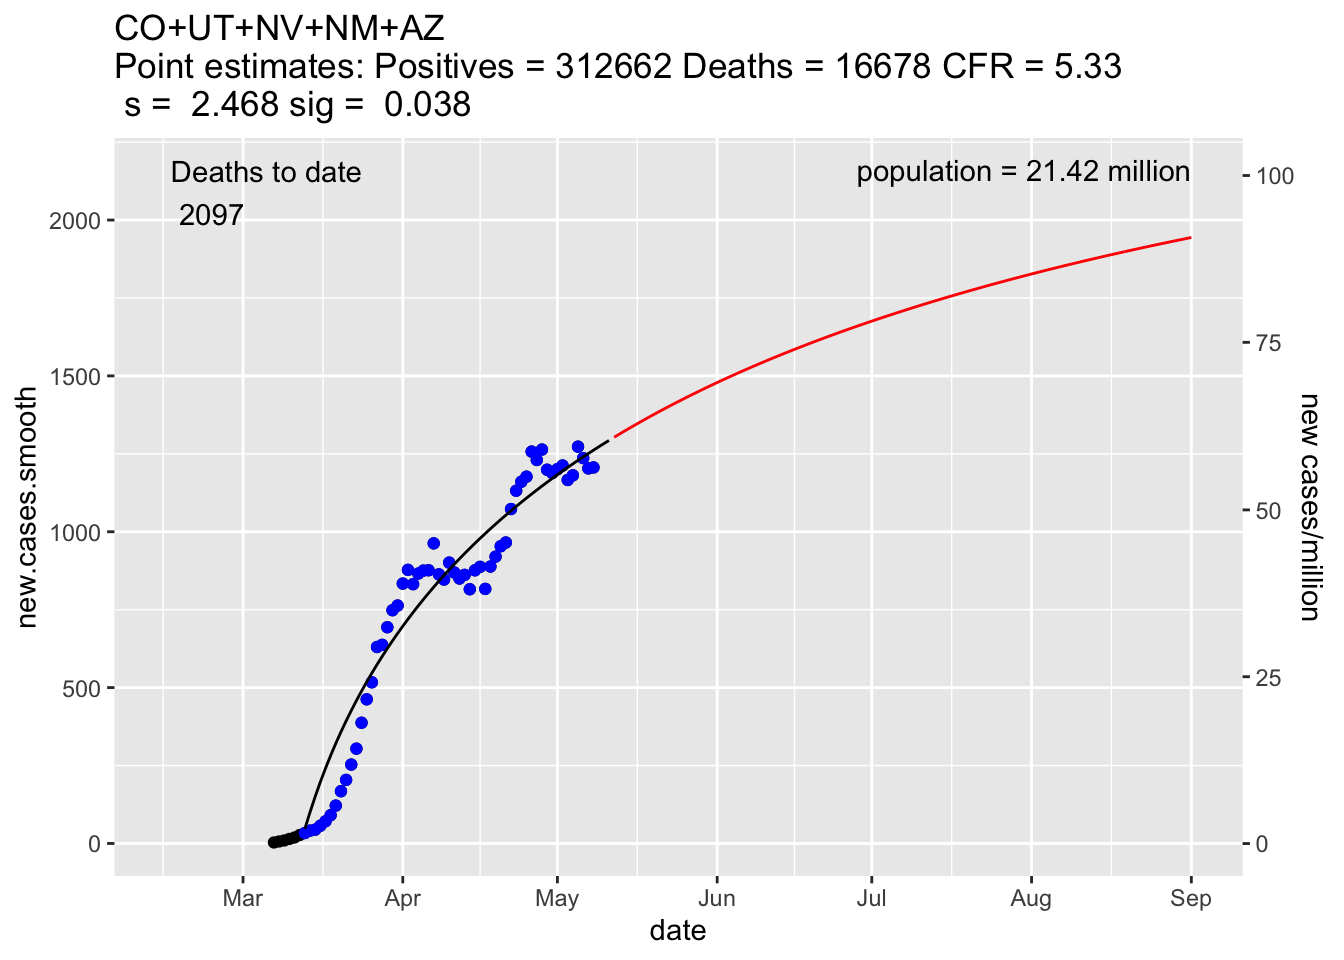 CO+UT+NV+NM+AZ
Point estimates: Positives = 312662 Deaths = 16678 CFR = 5.33
s = 2.468 sig = 0.038
Deaths to date
2097
population = 21.42 million
new.cases.smooth
2000
1500
1000
500
0
100
75
50
25
0
new cases/million
Mar Apr May Jun Jul Aug Sep
date